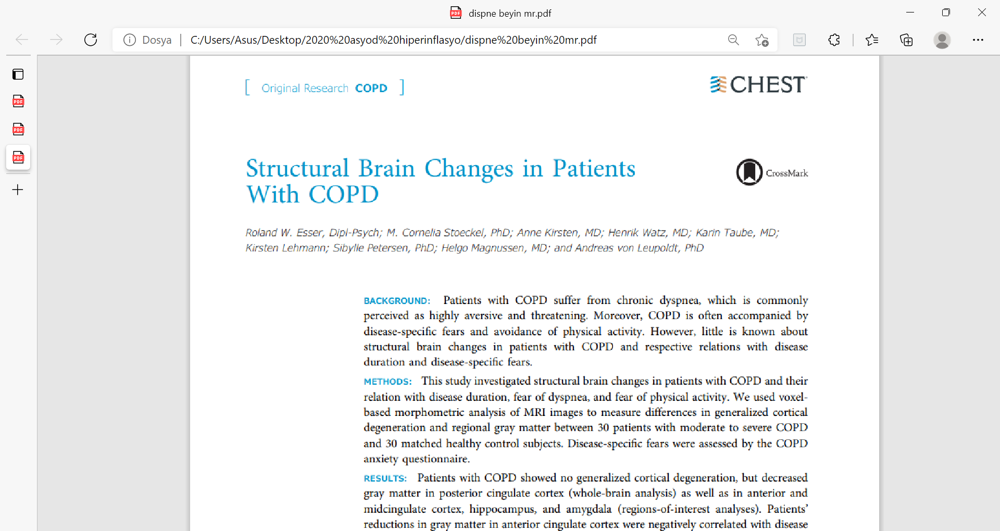 dispne beyin mr.pdf
Dosya | C:/Users/Asus/Desktop/2020%20asyod%20hiperinflasyo/dispne%20beyin%20mr.pdf
PDF
PDF
PDF
[ Original Research COPD ]
CHEST
Structural Brain Changes in Patients
With COPD
CrossMark
Roland W. Esser, Dipl-Psych; M. Cornelia Stoeckel, PhD; Anne Kirsten, MD; Henrik Watz, MD; Karin Taube, MD;
Kirsten Lehmann; Sibylle Petersen, PhD; Helgo Magnussen, MD; and Andreas von Leupoldt, PhD
BACKGROUND: Patients with COPD suffer from chronic dyspnea, which is commonly
perceived as highly aversive and threatening. Moreover, COPD is often accompanied by
disease-specific fears and avoidance of physical activity. However, little is known about
structural brain changes in patients with COPD and respective relations with disease
duration and disease-specific fears.
METHODS: This study investigated structural brain changes in patients with COPD and their
relation with disease duration, fear of dyspnea, and fear of physical activity. We used voxel-
based morphometric analysis of MRI images to measure differences in generalized cortical
degeneration and regional gray matter between 30 patients with moderate to severe COPD
and 30 matched healthy control subjects. Disease-specific fears were assessed by the COPD
anxiety questionnaire.
RESULTS: Patients with COPD showed no generalized cortical degeneration, but decreased
gray matter in posterior cingulate cortex (whole-brain analysis) as well as in anterior and
midcingulate cortex, hippocampus, and amygdala (regions-of-interest analyses). Patients'
reductions in gray matter in anterior cingulate cortex were negatively correlated with disease